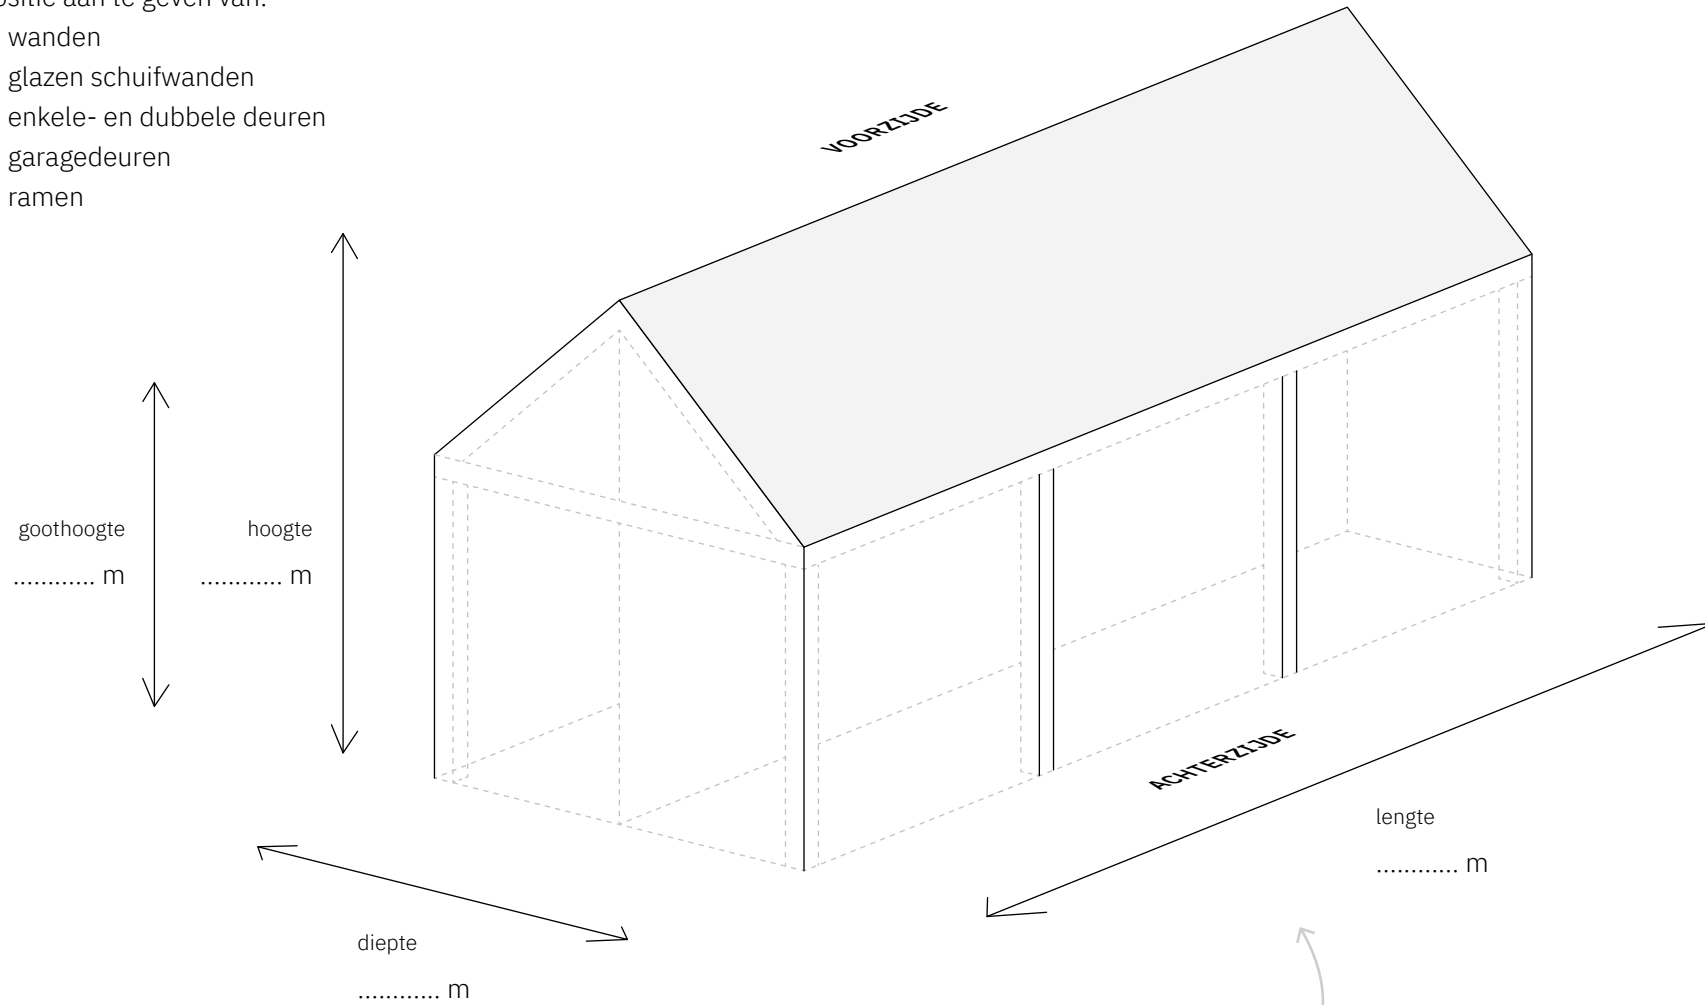 aan te geven van:
wanden
glazen schuifwanden
enkele- en dubbele deuren
garagedeuren
ramen
VOORZIJDE
goothoogte
............ m
hoogte
............ m
ACHTERZIJDE
lengte
............ m
diepte
............ m